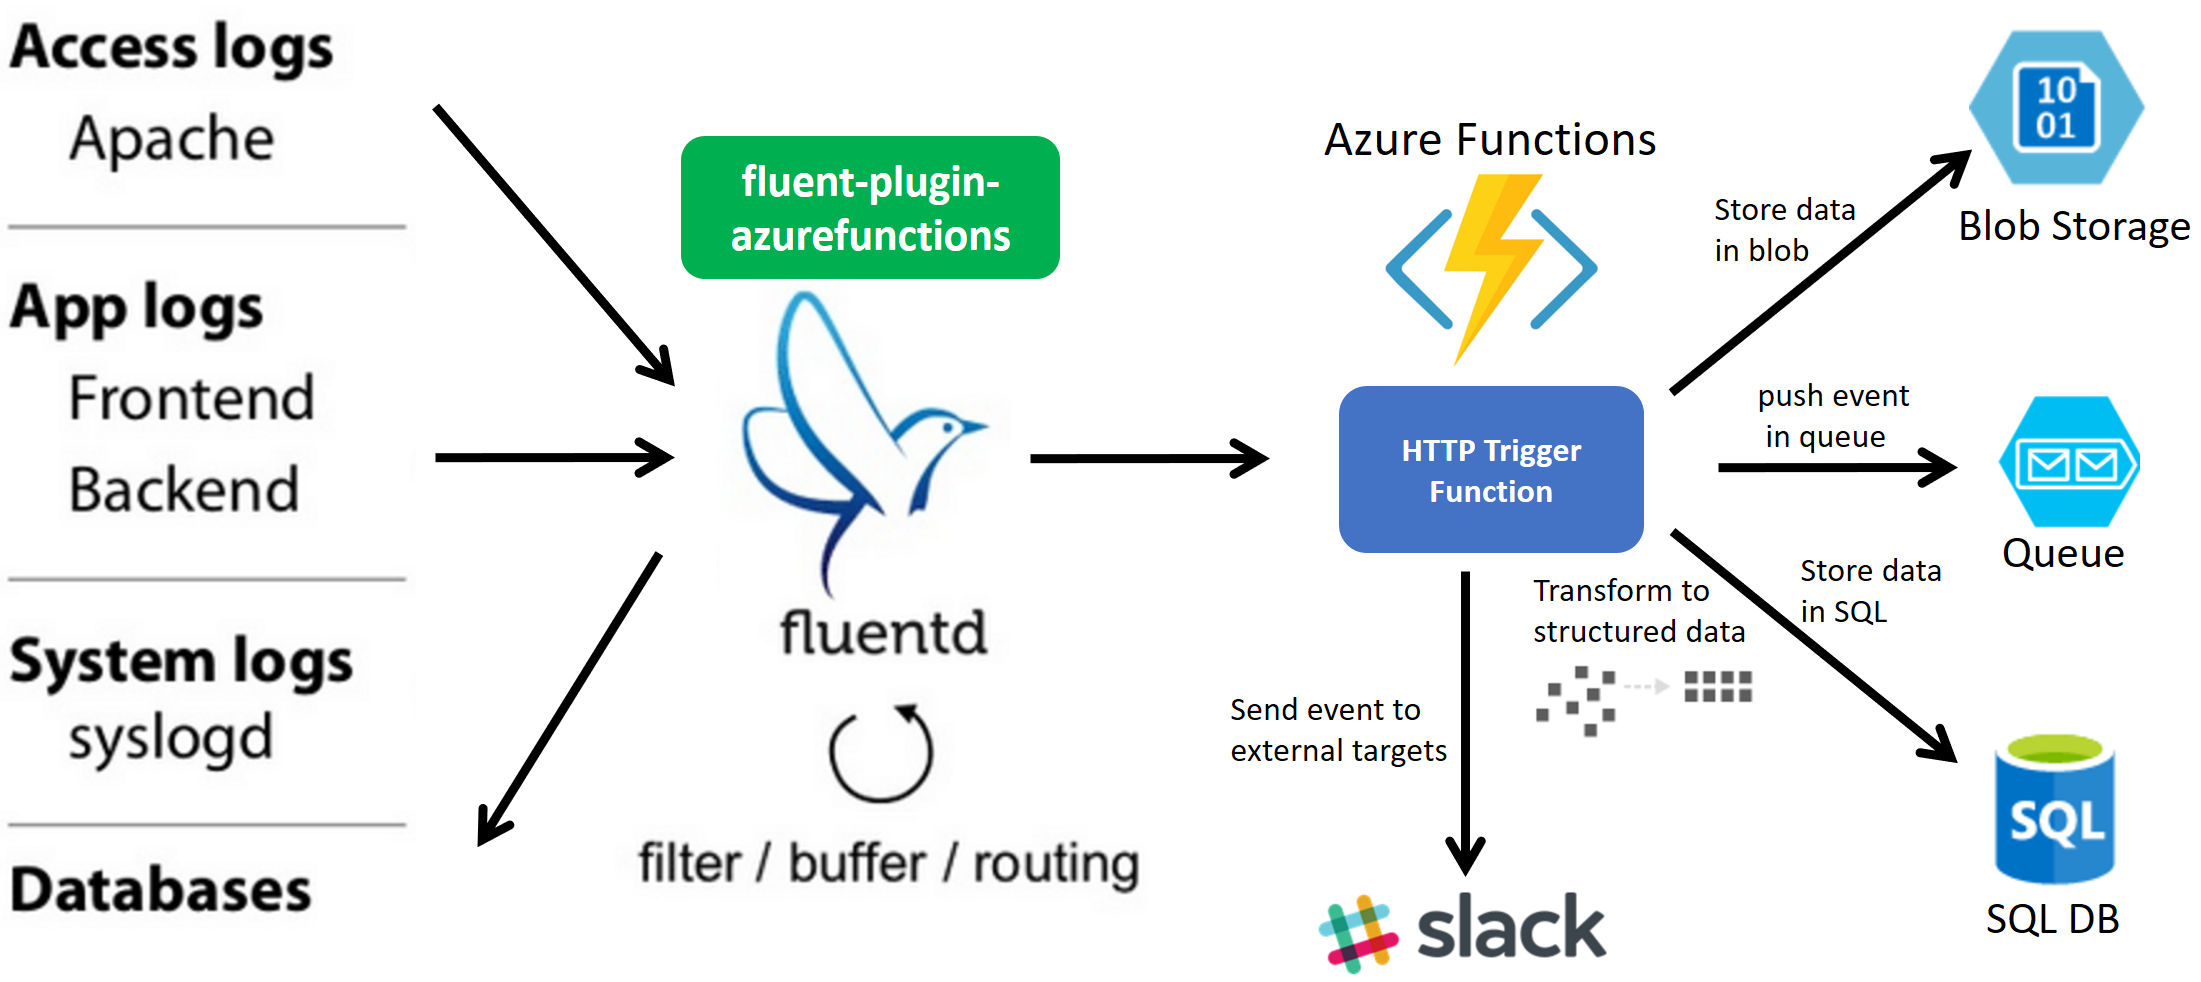 Access logs
Apache
App logs
Frontend
Backend
System logs
syslogd
Databases
fluent-plugin-
azurefunctions
fluentd
filter / buffer / routing
Azure Functions
HTTP Trigger
Function
Send event to
external targets
Transform to
structured data
slack
Store data
in blob
push event
in queue
Store data
in SQL
10
01
Blob Storage
Queue
SQL
SQL DB